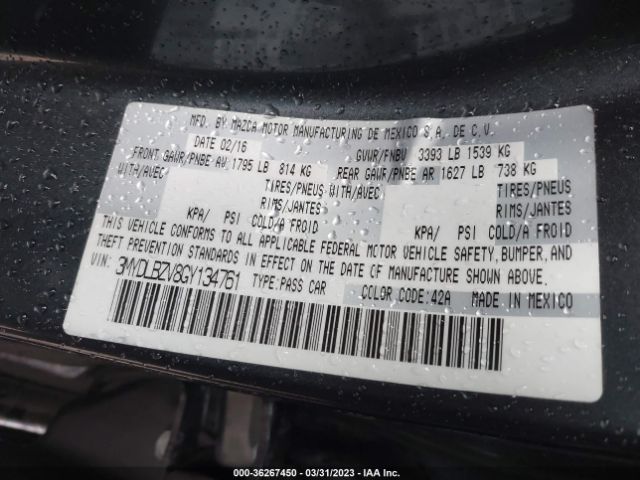 MFD. BY MAZDA MOTOR MANUFACTURING DE MEXICO S.A. DE C.V.
DATE 02/16 GVWR/PNBV 3393 LB 1539 KG
FRONT GAWR/PNBE AV 1795 LB 814 KG REAR GAWR/PNBE AR 1627 LB 738 KG
WITH/AVEC TIRES/PNEUS WITH/AVEC TIRES/PNEUS
RIMS/JANTES RIMS/JANTES
KPA/ PSI COLD/A FROID KPA/ PSI COLD/A FROID
THIS VEHICLE CONFORMS TO ALL APPLICABLE FEDERAL MOTOR VEHICLE SAFETY, BUMPER, AND
THEFT PREVENTION STANDARDS IN EFFECT ON THE DATE OF MANUFACTURE SHOWN ABOVE.
VIN: 3MYDLBZV8GY134761 TYPE:PASS CAR COLOR CODE:42A MADE IN MEXICO
000-36267450 - 03/31/2023 - IAA Inc.